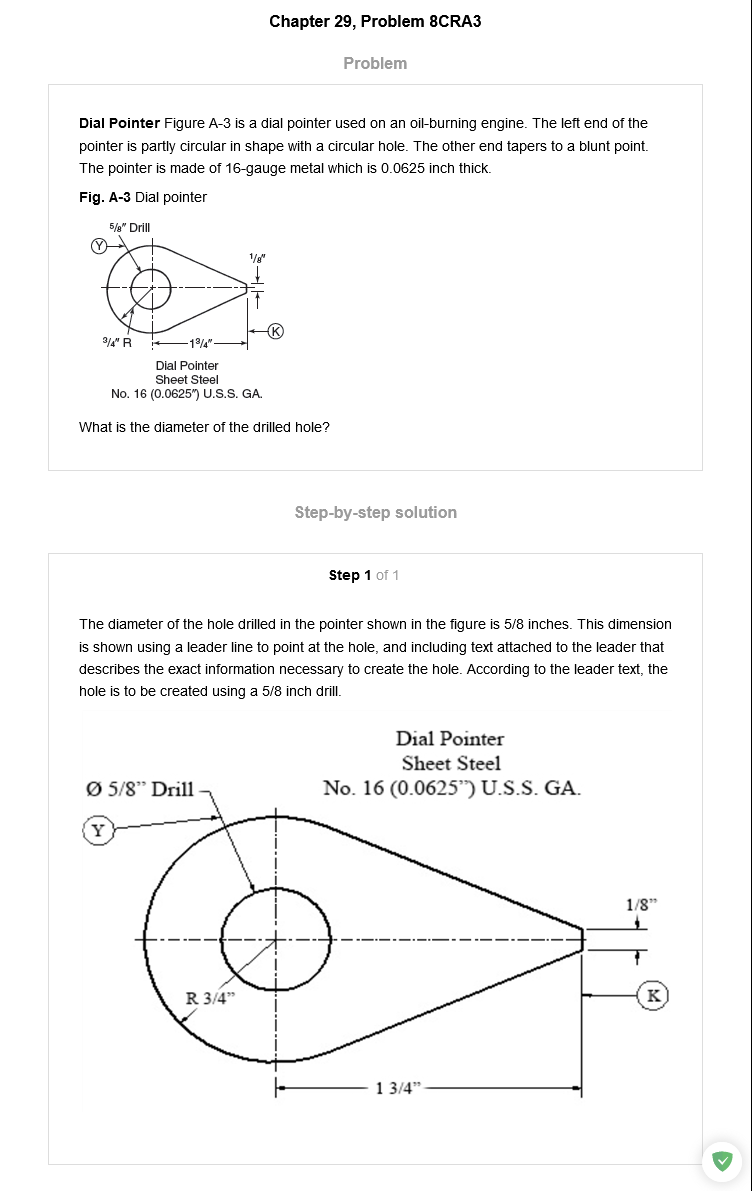 Chapter 29, Problem 8CRA3
Problem
Dial Pointer Figure A-3 is a dial pointer used on an oil-burning engine. The left end of the
pointer is partly circular in shape with a circular hole. The other end tapers to a blunt point.
The pointer is made of 16-gauge metal which is 0.0625 inch thick.
Fig. A-3 Dial pointer
5/8" Drill
Y
1/8"
K
3/4" R
1 3/4"
Dial Pointer
Sheet Steel
No. 16 (0.0625") U.S.S. GA.
What is the diameter of the drilled hole?
Step-by-step solution
Step 1 of 1
The diameter of the hole drilled in the pointer shown in the figure is 5/8 inches. This dimension
is shown using a leader line to point at the hole, and including text attached to the leader that
describes the exact information necessary to create the hole. According to the leader text, the
hole is to be created using a 5/8 inch drill.
Dial Pointer
Sheet Steel
No. 16 (0.0625”) U.S.S. GA.
Ø 5/8” Drill
Y
1/8”
R 3/4”
K
1 3/4”